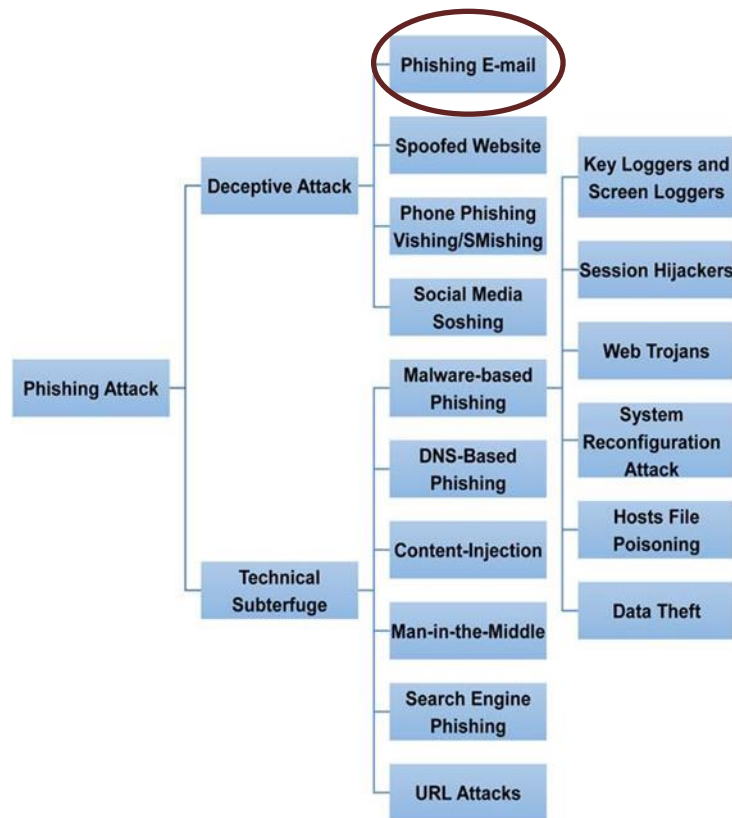 Phishing Attack
Deceptive Attack
Phishing E-mail
Spoofed Website
Phone Phishing
Vishing/SMishing
Social Media
Soshing
Technical
Subterfuge
Malware-based
Phishing
DNS-Based
Phishing
Content-Injection
Man-in-the-Middle
Search Engine
Phishing
URL Attacks
Key Loggers and
Screen Loggers
Session Hijackers
Web Trojans
System
Reconfiguration
Attack
Hosts File
Poisoning
Data Theft